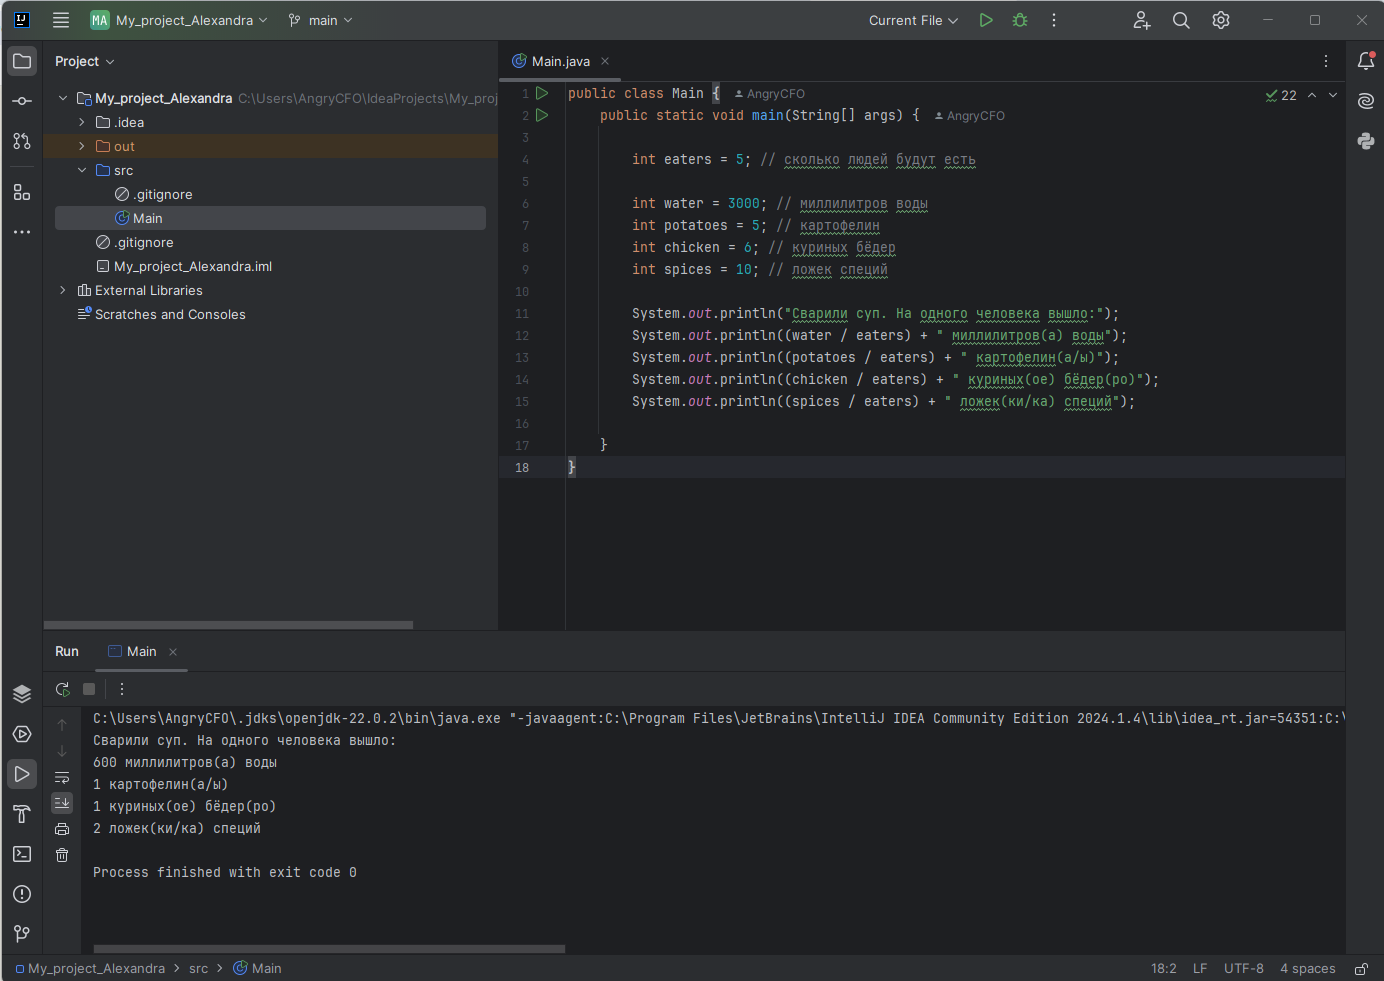 MA My_project_Alexandra main Current File
Project
Main.java
My_project_Alexandra C:\Users\AngryCFO\IdeaProjects\My_proj
.idea
out
src
.gitignore
Main
.gitignore
My_project_Alexandra.iml
External Libraries
Scratches and Consoles
22
1 public class Main { AngryCFO
2 public static void main(String[] args) { AngryCFO
3
4 int eaters = 5; // сколько людей будут есть
5
6 int water = 3000; // миллилитров воды
7 int potatoes = 5; // картофелин
8 int chicken = 6; // куриных бёдер
9 int spices = 10; // ложек специй
10
11 System.out.println("Сварили суп. На одного человека вышло:");
12 System.out.println((water / eaters) + " миллилитров(а) воды");
13 System.out.println((potatoes / eaters) + " картофелин(а/ы)");
14 System.out.println((chicken / eaters) + " куриных(ое) бёдер(ро)");
15 System.out.println((spices / eaters) + " ложек(ки/ка) специй");
16
17 }
18 }
Run Main
C:\Users\AngryCFO\.jdks\openjdk-22.0.2\bin\java.exe "-javaagent:C:\Program Files\JetBrains\IntelliJ IDEA Community Edition 2024.1.4\lib\idea_rt.jar=54351:C:\
Сварили суп. На одного человека вышло:
600 миллилитров(а) воды
1 картофелин(а/ы)
1 куриных(ое) бёдер(ро)
2 ложек(ки/ка) специй
Process finished with exit code 0
My_project_Alexandra > src > Main 18:2 LF UTF-8 4 spaces